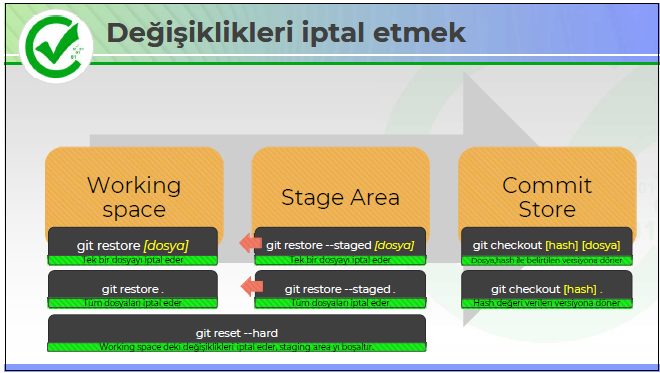 Değişiklikleri iptal etmek
Working
space
Stage Area
Commit
Store
git restore [dosya]
Tek bir dosyayı iptal eder
git restore --staged [dosya]
Tek bir dosyayı iptal eder
git checkout [hash] [dosya]
Dosya,hash ile belirtilen versiyona döner
git restore .
Tüm dosyaları iptal eder
git restore --staged .
Tüm dosyaları iptal eder
git checkout [hash] .
Hash değeri verilen versiyona döner
git reset --hard
Working space deki değişiklikleri iptal eder, staging area yı boşaltır.